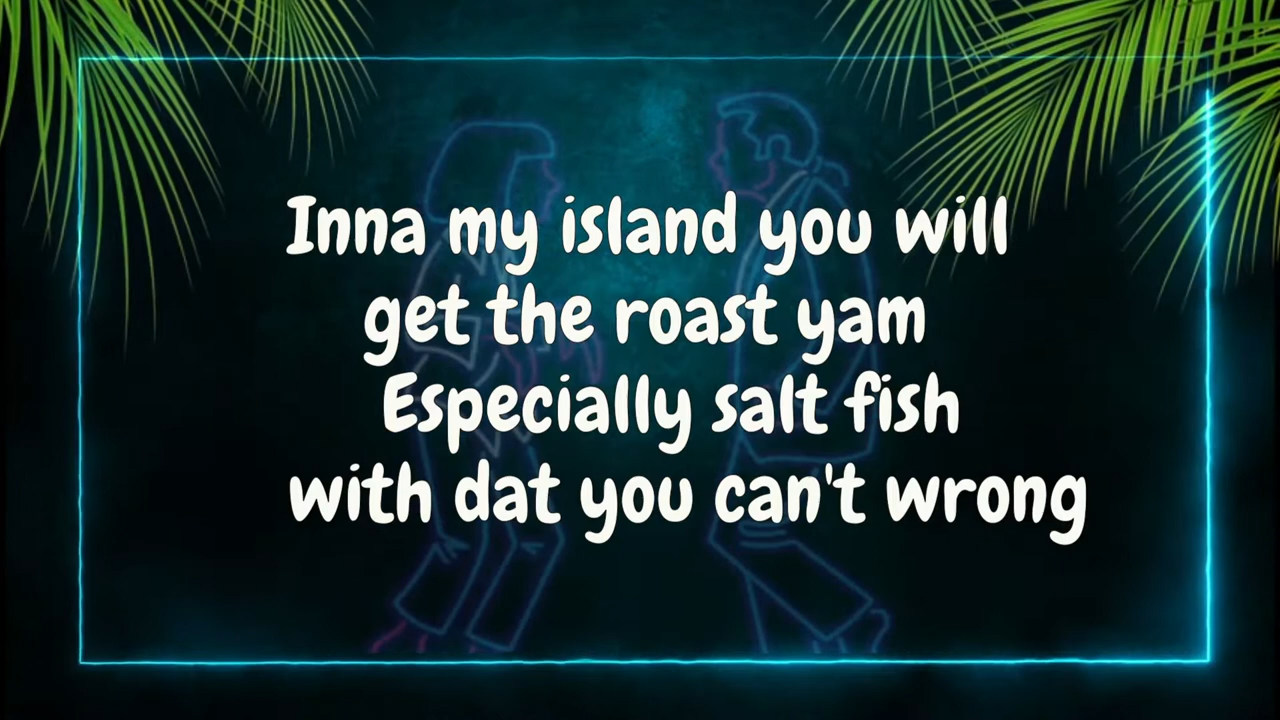 Inna my island you will
get the roast yam
Especially salt fish
with dat you can't wrong